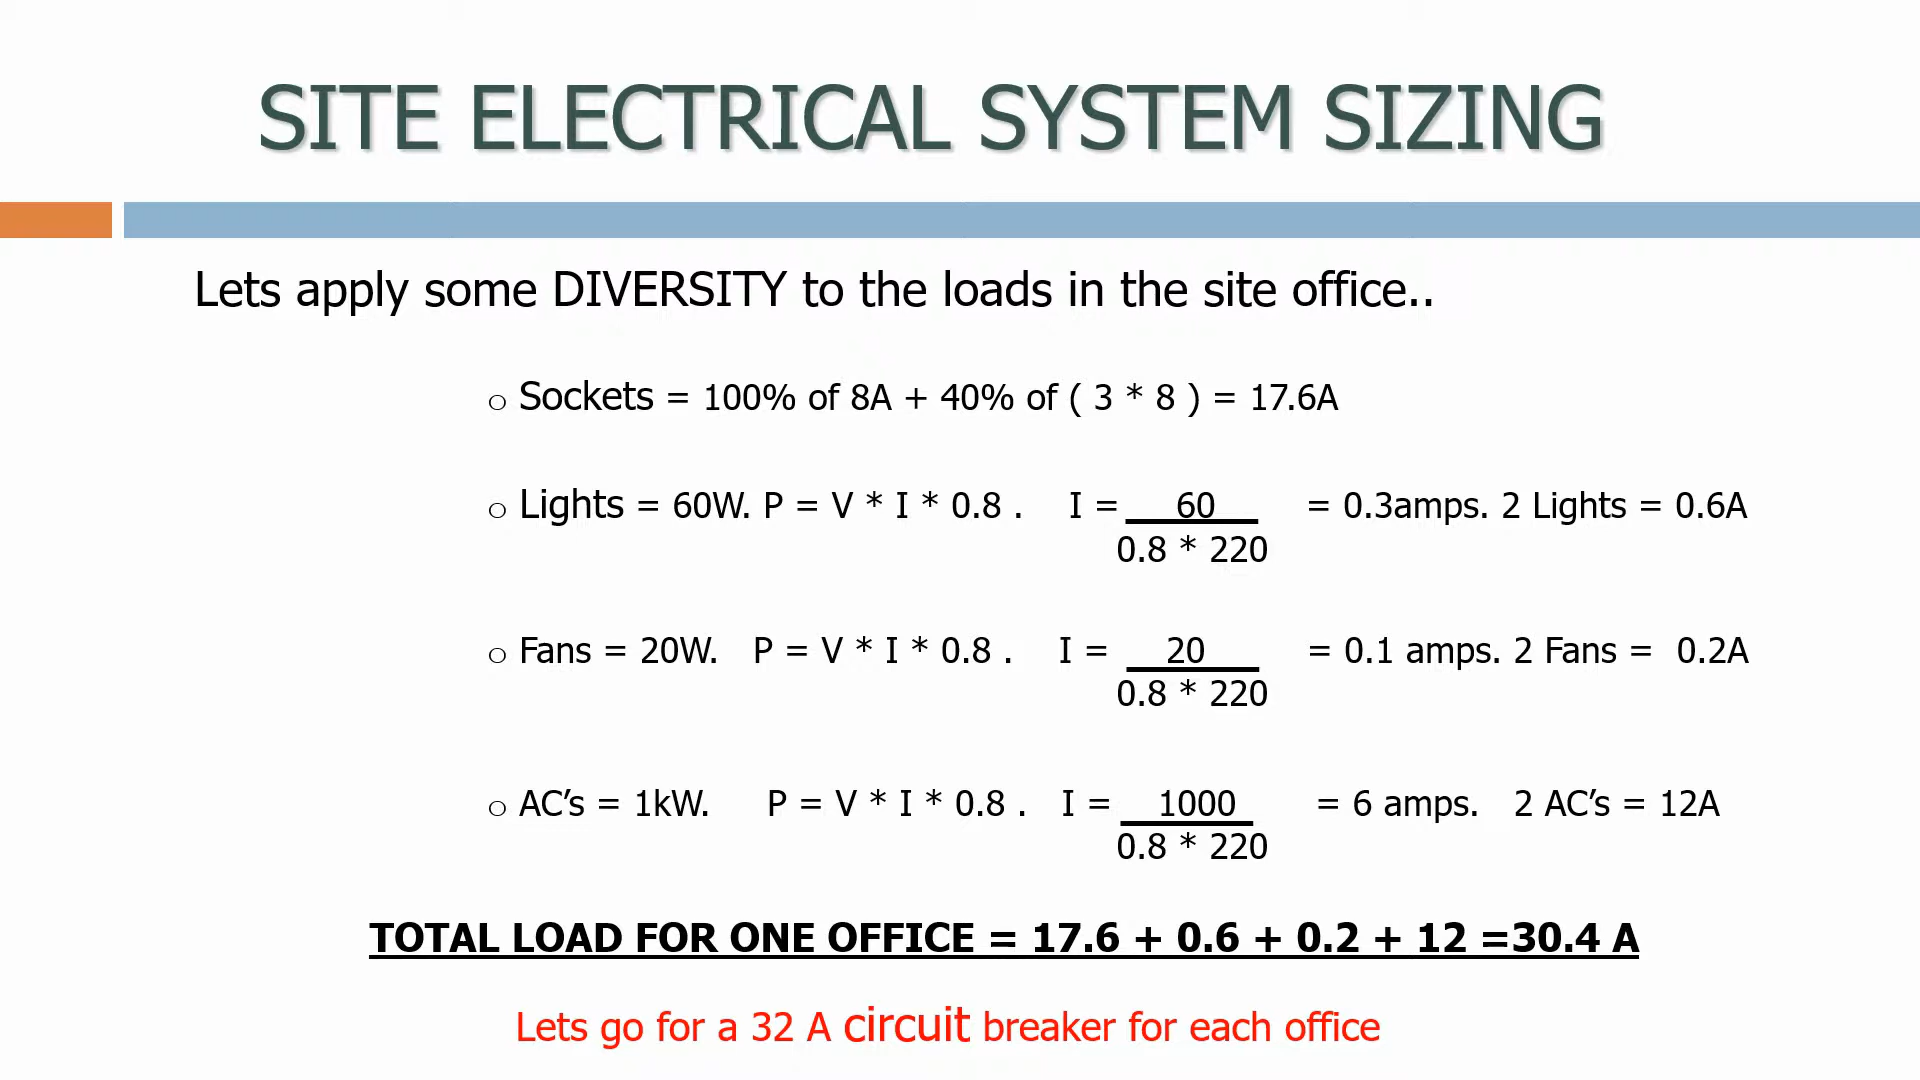 SITE ELECTRICAL SYSTEM SIZING
Lets apply some DIVERSITY to the loads in the site office..
o Sockets = 100% of 8A + 40% of ( 3 * 8 ) = 17.6A
o Lights = 60W. P = V * I * 0.8 . I = 60 = 0.3amps. 2 Lights = 0.6A
0.8 * 220
o Fans = 20W. P = V * I * 0.8 . I = 20 = 0.1 amps. 2 Fans = 0.2A
0.8 * 220
o AC’s = 1kW. P = V * I * 0.8 . I = 1000 = 6 amps. 2 AC’s = 12A
0.8 * 220
TOTAL LOAD FOR ONE OFFICE = 17.6 + 0.6 + 0.2 + 12 =30.4 A
Lets go for a 32 A circuit breaker for each office